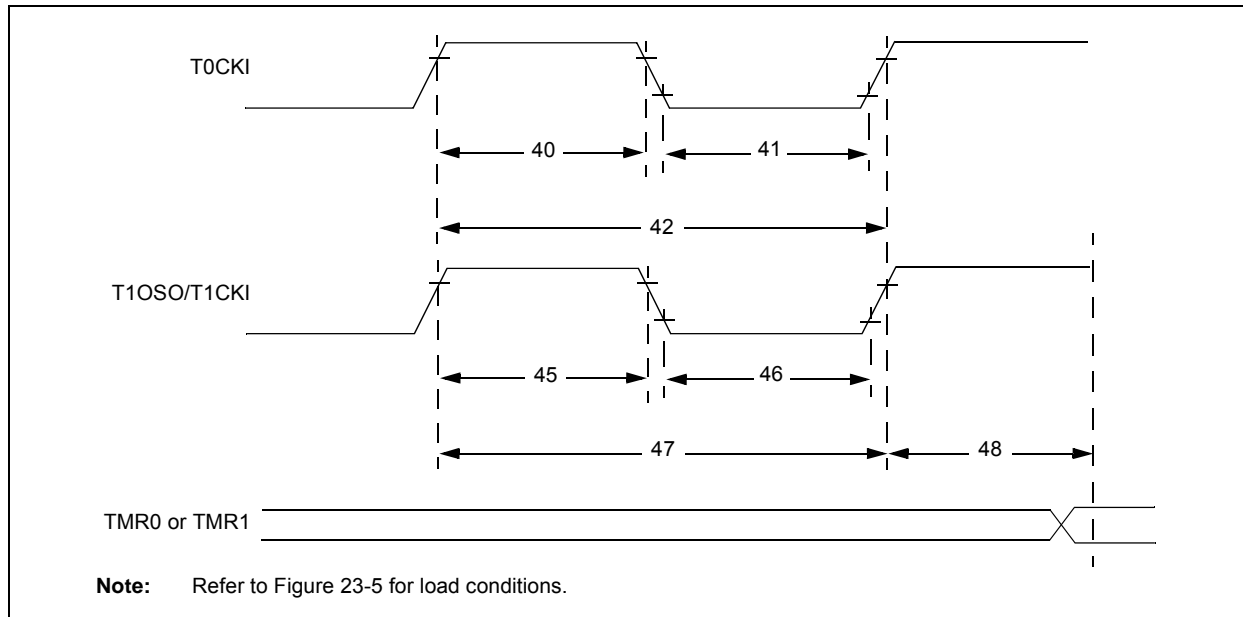 T0CKI
40
41
42
T1OSO/T1CKI
45
46
47
48
TMR0 or TMR1
Note: Refer to Figure 23-5 for load conditions.